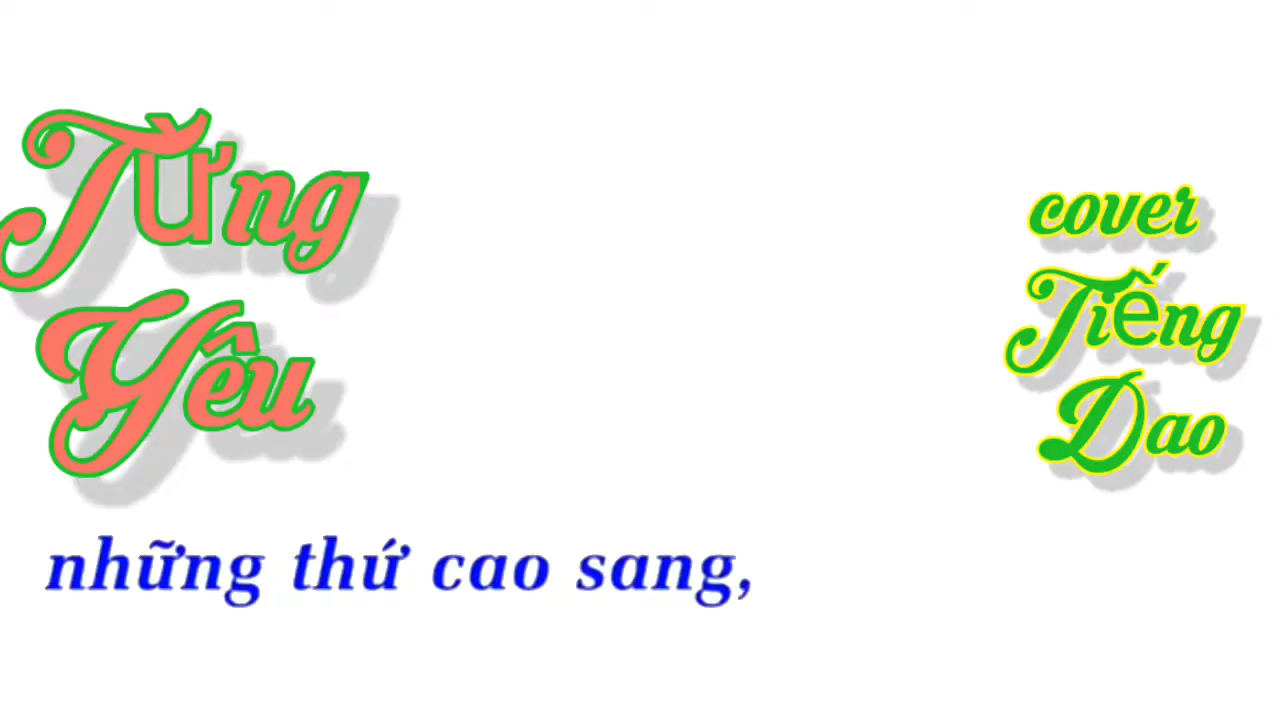 Từng
Yêu
cover
Tiếng
Dao
những thứ cao sang,